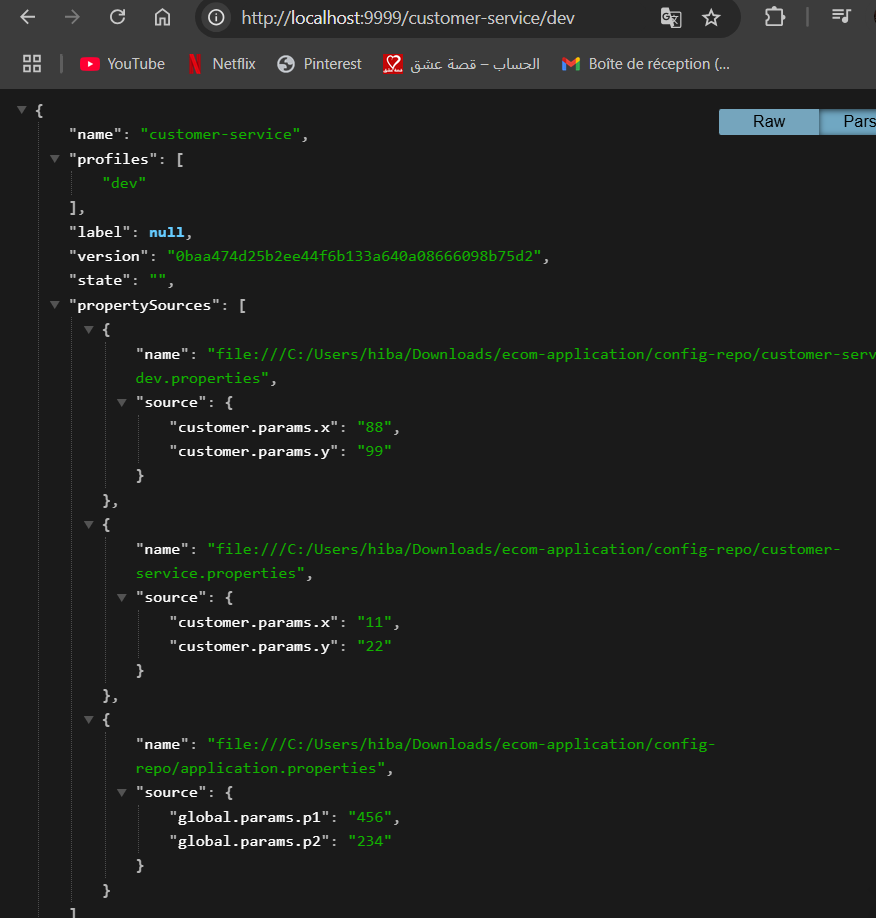 http://localhost:9999/customer-service/dev
YouTube Netflix Pinterest الحساب – قصة عشق Boîte de réception (...
Raw Pars
{
"name": "customer-service",
"profiles": [
"dev"
],
"label": null,
"version": "0baa474d25b2ee44f6b133a640a08666098b75d2",
"state": "",
"propertySources": [
{
"name": "file:///C:/Users/hiba/Downloads/ecom-application/config-repo/customer-serv
dev.properties",
"source": {
"customer.params.x": "88",
"customer.params.y": "99"
}
},
{
"name": "file:///C:/Users/hiba/Downloads/ecom-application/config-repo/customer-
service.properties",
"source": {
"customer.params.x": "11",
"customer.params.y": "22"
}
},
{
"name": "file:///C:/Users/hiba/Downloads/ecom-application/config-
repo/application.properties",
"source": {
"global.params.p1": "456",
"global.params.p2": "234"
}
}
]